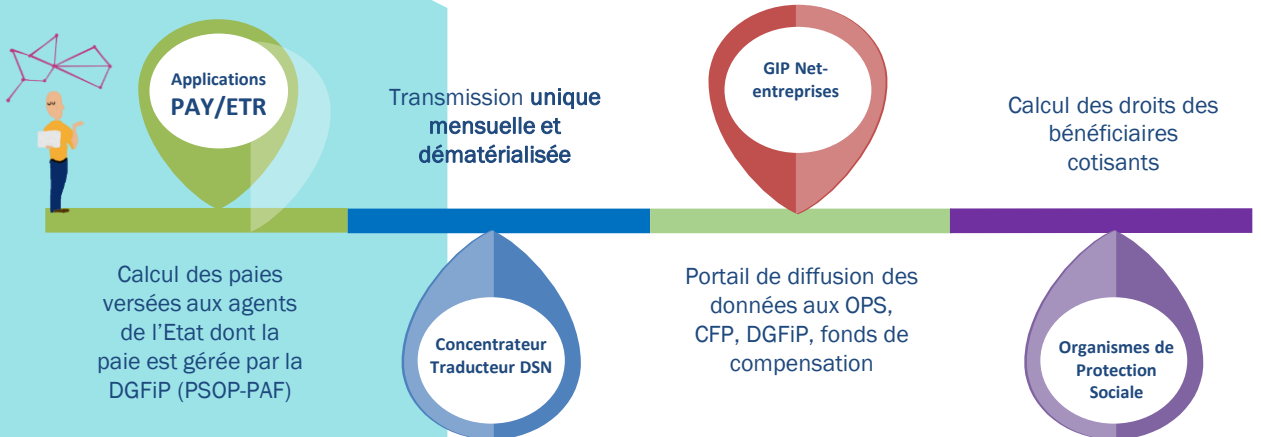 Applications
PAY/ETR
Calcul des paies
versées aux agents
de l’Etat dont la
paie est gérée par la
DGFiP (PSOP-PAF)
Transmission unique
mensuelle et
dématérialisée
Concentrateur
Traducteur DSN
GIP Net-
entreprises
Portail de diffusion des
données aux OPS,
CFP, DGFiP, fonds de
compensation
Calcul des droits des
bénéficiaires
cotisants
Organismes de
Protection
Sociale